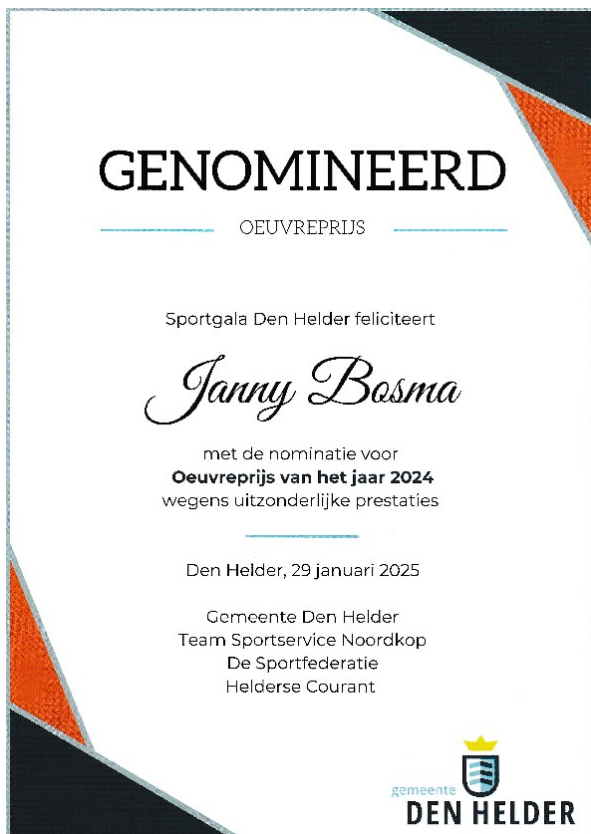 GENOMINEERD
OEUVREPRIJS
Sportgala Den Helder feliciteert
Janny Bosma
met de nominatie voor
Oeuvreprijs van het jaar 2024
wegens uitzonderlijke prestaties
Den Helder, 29 januari 2025
Gemeente Den Helder
Team Sportservice Noordkop
De Sportfederatie
Helderse Courant
gemeente
DEN HELDER